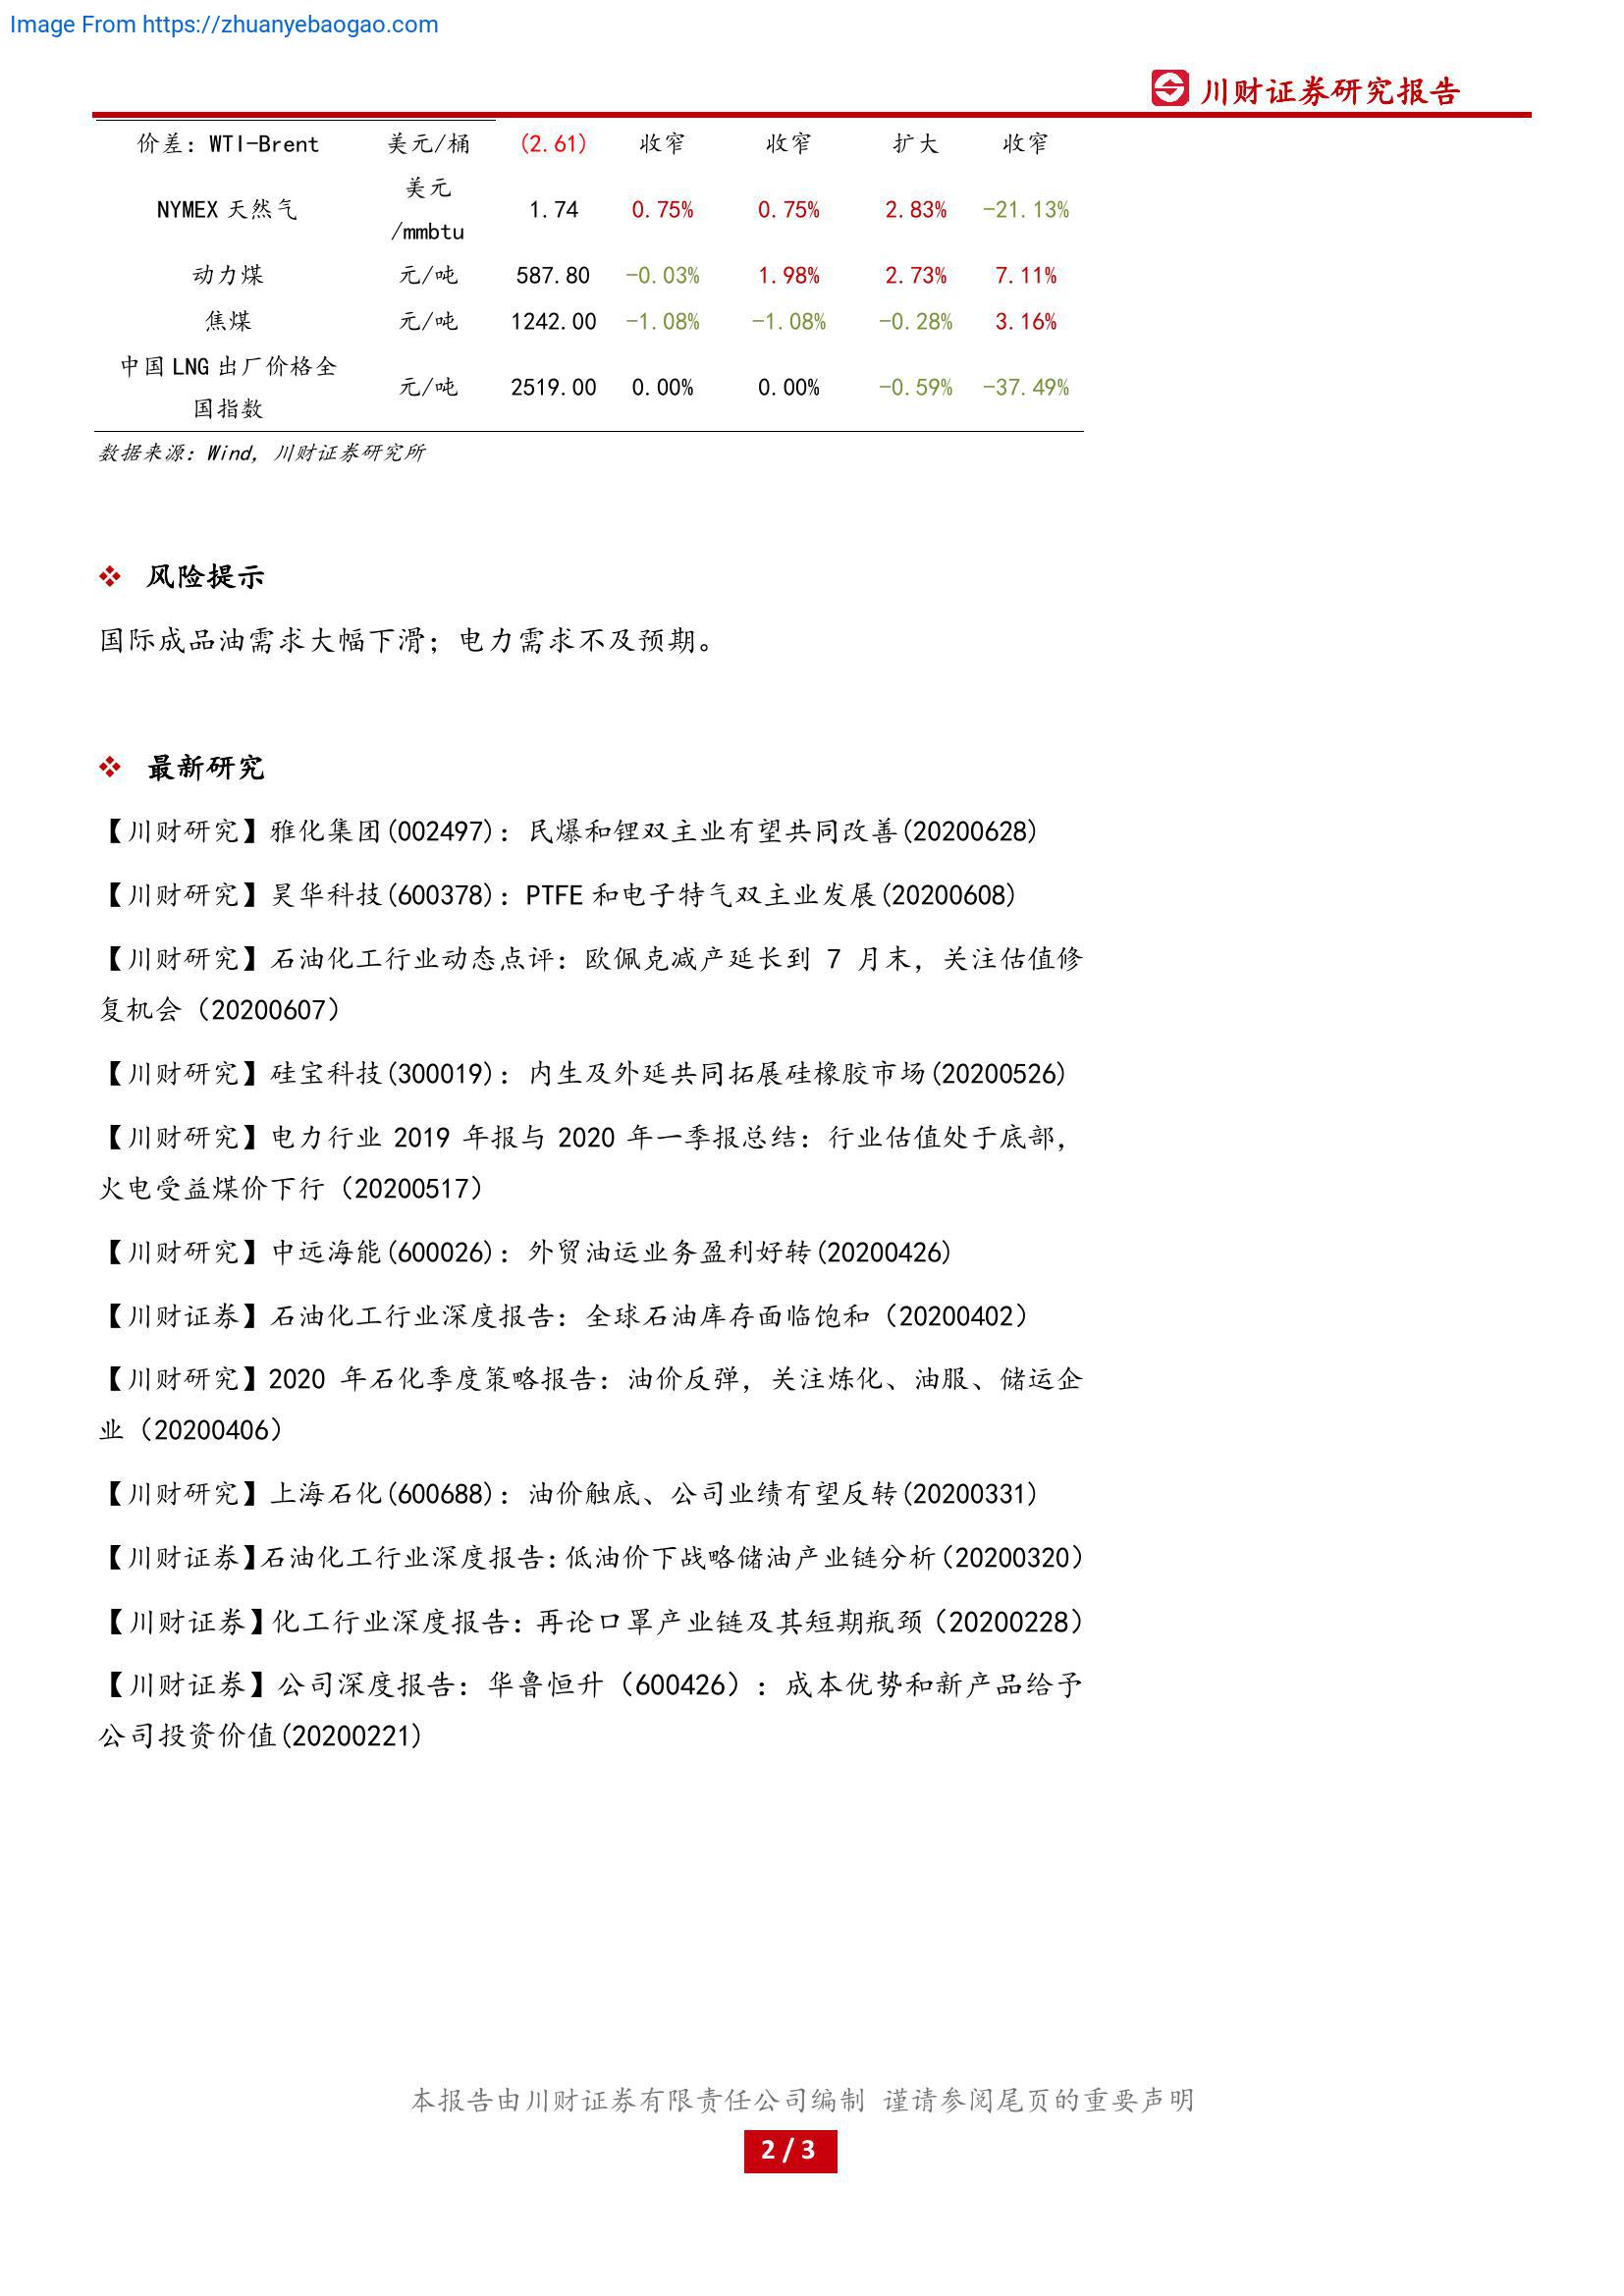 Image From https://zhuanyebaogao.com
川财证券研究报告
价差：WTI-Brent 美元/桶 (2.61) 收窄 收窄 扩大 收窄
NYMEX 天然气 美元/mmbtu 1.74 0.75% 0.75% 2.83% -21.13%
动力煤 元/吨 587.80 -0.03% 1.98% 2.73% 7.11%
焦煤 元/吨 1242.00 -1.08% -1.08% -0.28% 3.16%
中国 LNG 出厂价格全国指数 元/吨 2519.00 0.00% 0.00% -0.59% -37.49%
数据来源：Wind，川财证券研究所
❖ 风险提示
国际成品油需求大幅下滑；电力需求不及预期。
❖ 最新研究
【川财研究】雅化集团(002497)：民爆和锂双主业有望共同改善(20200628)
【川财研究】昊华科技(600378)：PTFE 和电子特气双主业发展(20200608)
【川财研究】石油化工行业动态点评：欧佩克减产延长到 7 月末，关注估值修
复机会（20200607）
【川财研究】硅宝科技(300019)：内生及外延共同拓展硅橡胶市场(20200526)
【川财研究】电力行业 2019 年报与 2020 年一季报总结：行业估值处于底部，
火电受益煤价下行（20200517）
【川财研究】中远海能(600026)：外贸油运业务盈利好转(20200426)
【川财证券】石油化工行业深度报告：全球石油库存面临饱和（20200402）
【川财研究】2020 年石化季度策略报告：油价反弹，关注炼化、油服、储运企
业（20200406）
【川财研究】上海石化(600688)：油价触底、公司业绩有望反转(20200331)
【川财证券】石油化工行业深度报告：低油价下战略储油产业链分析（20200320）
【川财证券】化工行业深度报告：再论口罩产业链及其短期瓶颈（20200228）
【川财证券】公司深度报告：华鲁恒升（600426）：成本优势和新产品给予
公司投资价值(20200221)
本报告由川财证券有限责任公司编制 谨请参阅尾页的重要声明
2 / 3